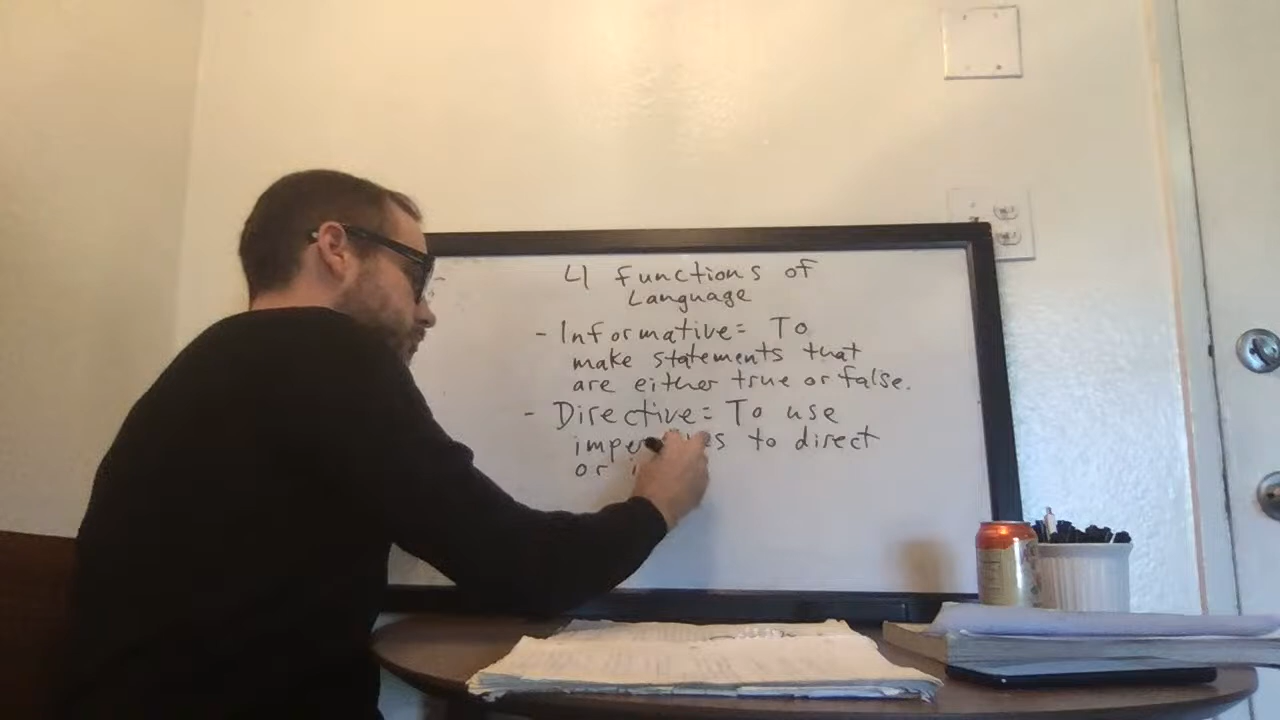 4 Functions of
Language
- Informative = To
make statements that
are either true or false.
- Directive = To use
to direct
or